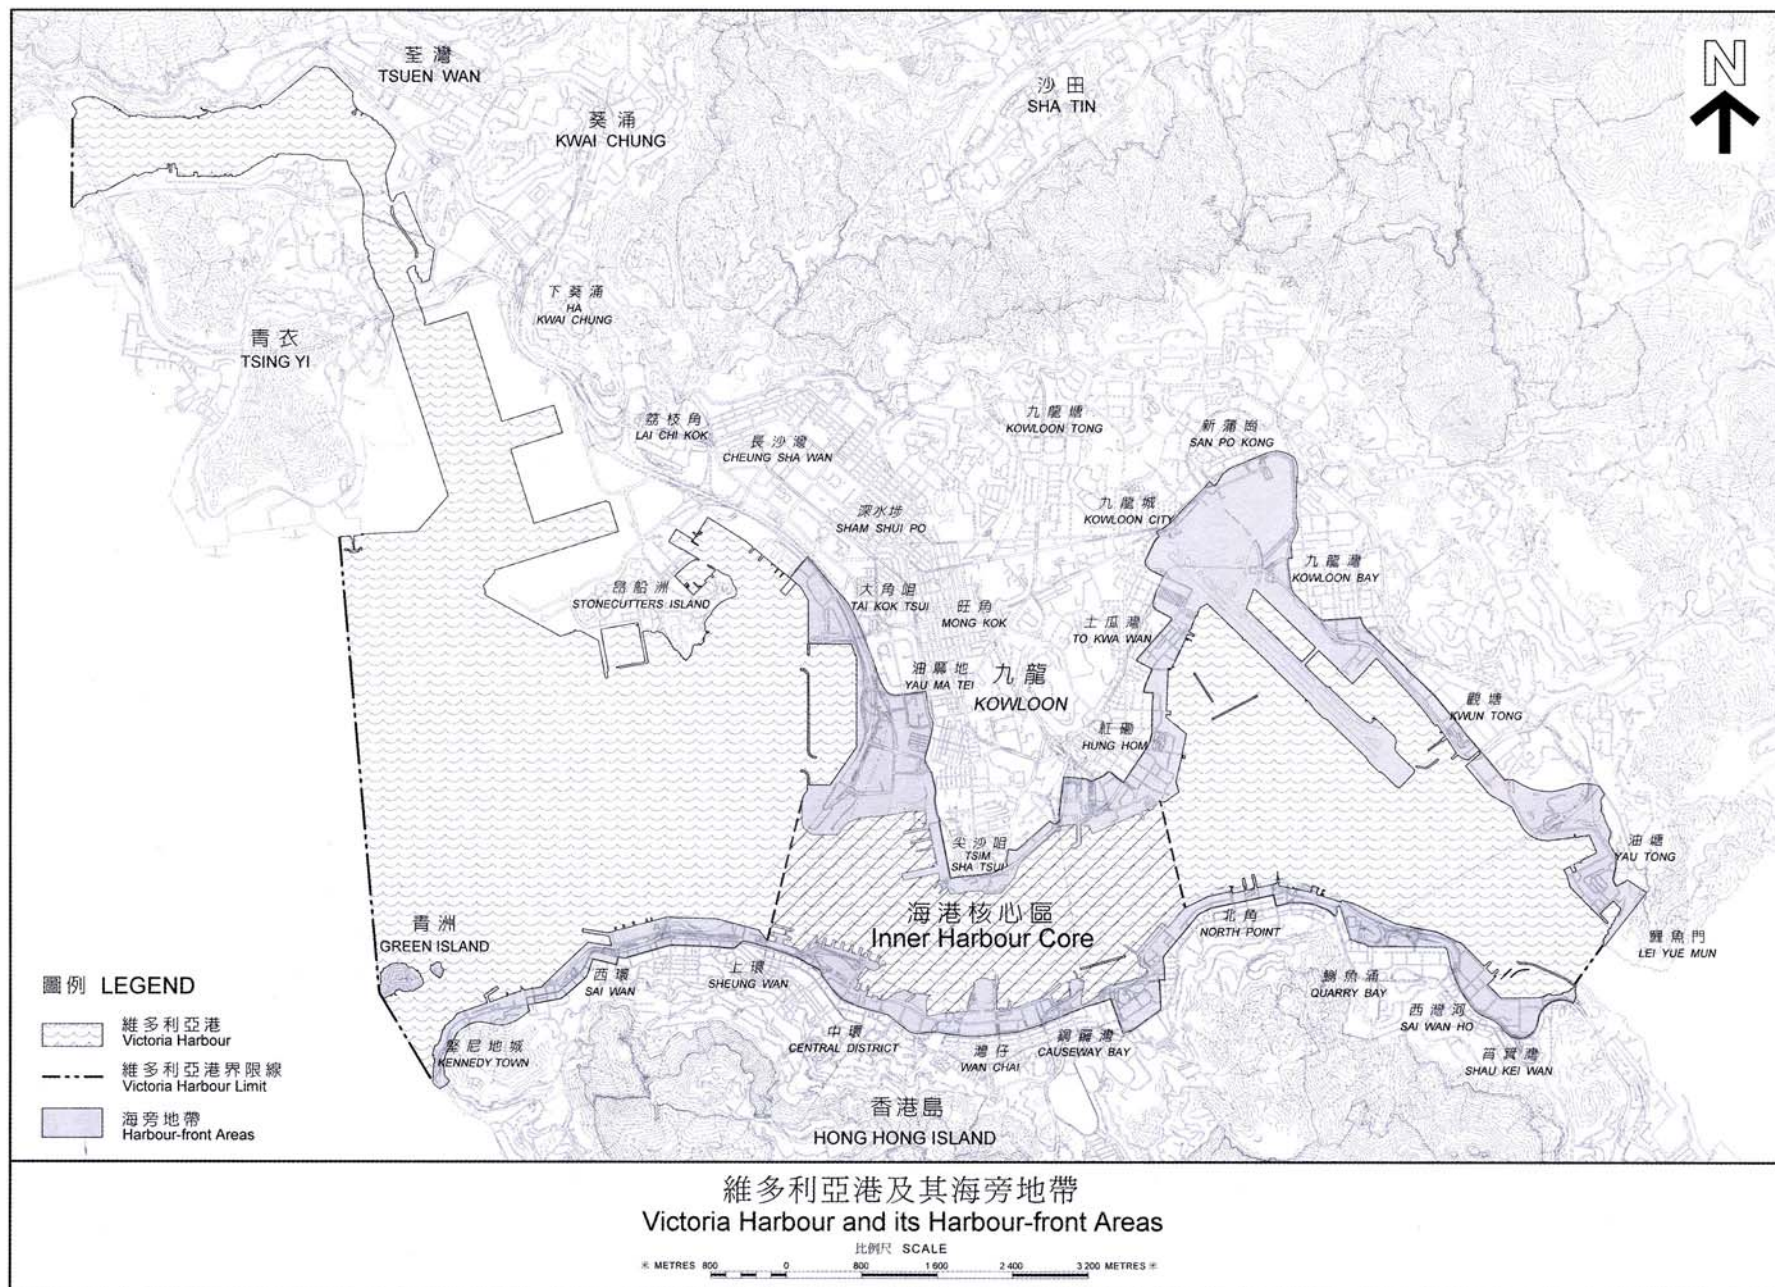 荃灣
TSUEN WAN
葵涌
KWAI CHUNG
沙田
SHA TIN
N
下葵涌
HA
KWAI CHUNG
青衣
TSING YI
荔枝角
LAI CHI KOK
長沙灣
CHEUNG SHA WAN
九龍塘
KOWLOON TONG
新蒲崗
SAN PO KONG
深水埗
SHAM SHUI PO
九龍城
KOWLOON CITY
九龍灣
KOWLOON BAY
昂船洲
STONECUTTERS ISLAND
大角咀
TAI KOK TSUI
旺角
MONG KOK
土瓜灣
TO KWA WAN
油麻地
YAU MA TEI
九龍
KOWLOON
紅磡
HUNG HOM
觀塘
KWUN TONG
尖沙咀
TSIM
SHA TSUI
油塘
YAU TONG
海港核心區
Inner Harbour Core
青洲
GREEN ISLAND
北角
NORTH POINT
鯉魚門
LEI YUE MUN
西環
SAI WAN
上環
SHEUNG WAN
鰂魚涌
QUARRY BAY
西灣河
SAI WAN HO
中環
CENTRAL DISTRICT
灣仔
WAN CHAI
銅鑼灣
CAUSEWAY BAY
堅尼地城
KENNEDY TOWN
筲箕灣
SHAU KEI WAN
香港島
HONG HONG ISLAND
圖例 LEGEND
維多利亞港
Victoria Harbour
維多利亞港界限線
Victoria Harbour Limit
海旁地帶
Harbour-front Areas
維多利亞港及其海旁地帶
Victoria Harbour and its Harbour-front Areas
比例尺 SCALE
米 METRES 800 0 800 1 600 2 400 3 200 METRES 米